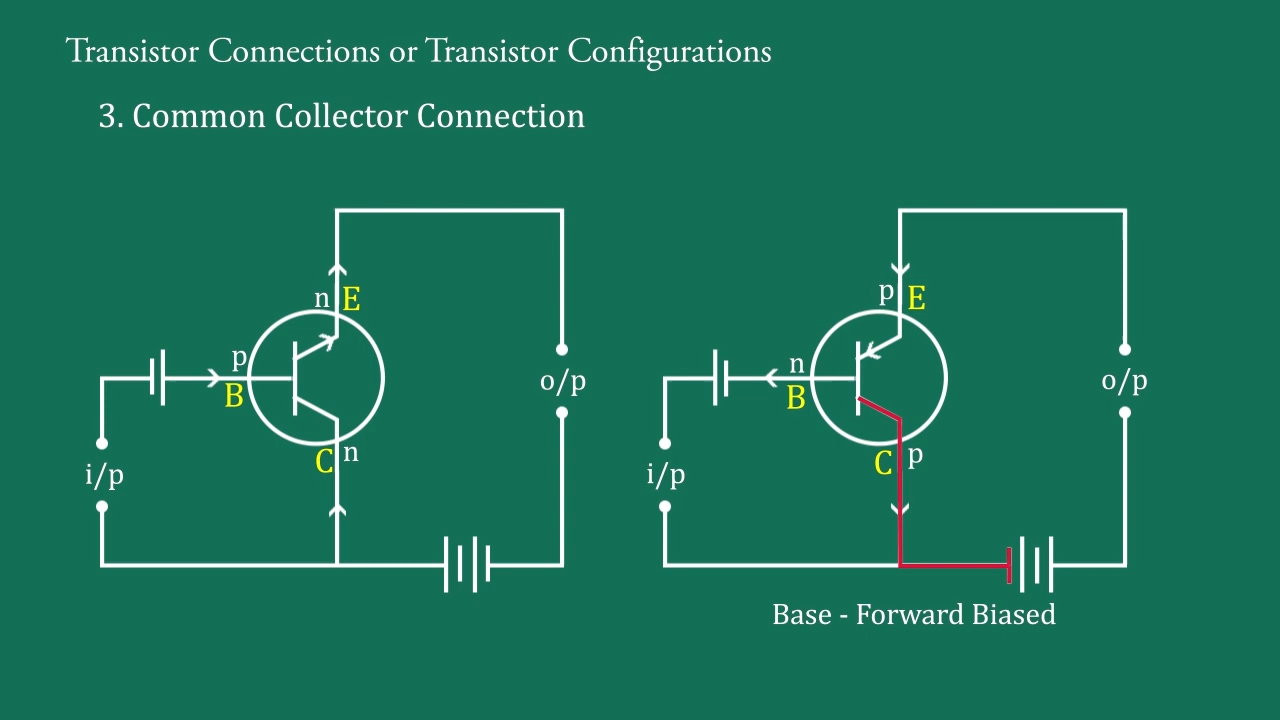 Transistor Connections or Transistor Configurations
3. Common Collector Connection
n E
p
B
C n
i/p
o/p
p E
n
B
C p
i/p
o/p
Base - Forward Biased